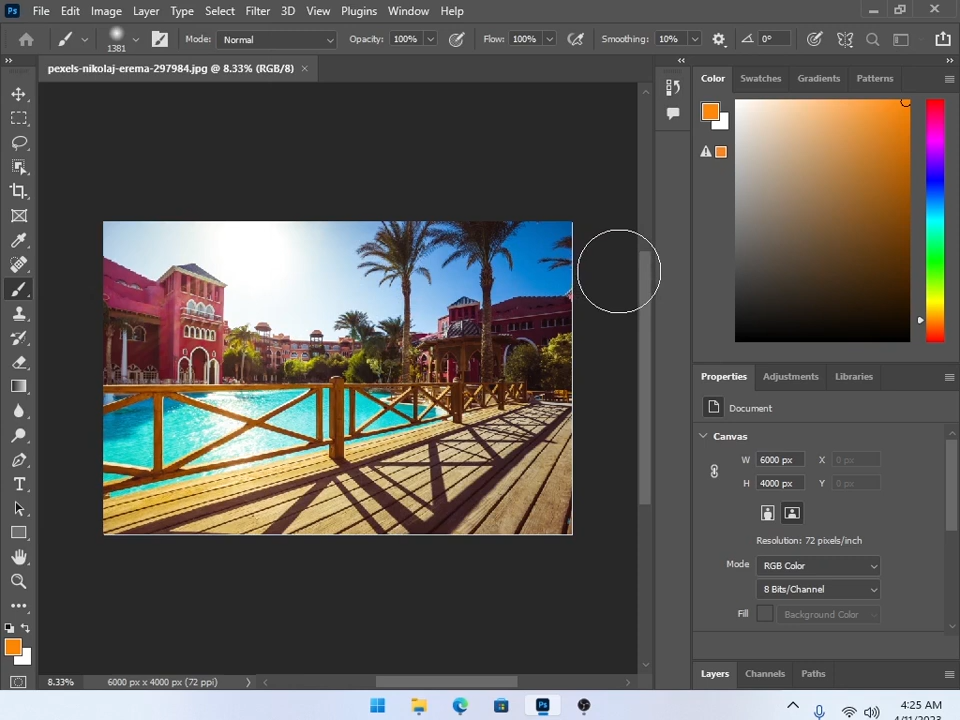 Ps File Edit Image Layer Type Select Filter 3D View Plugins Window Help
1381 Mode: Normal Opacity: 100% Flow: 100% Smoothing: 10% 0°
pexels-nikolaj-erema-297984.jpg @ 8.33% (RGB/8)
Color Swatches Gradients Patterns
Properties Adjustments Libraries
Document
Canvas
W 6000 px X 0 px
H 4000 px Y 0 px
Resolution: 72 pixels/inch
Mode RGB Color
8 Bits/Channel
Fill Background Color
Layers Channels Paths
8.33% 6000 px x 4000 px (72 ppi)
Ps 4:25 AM
4/11/2023